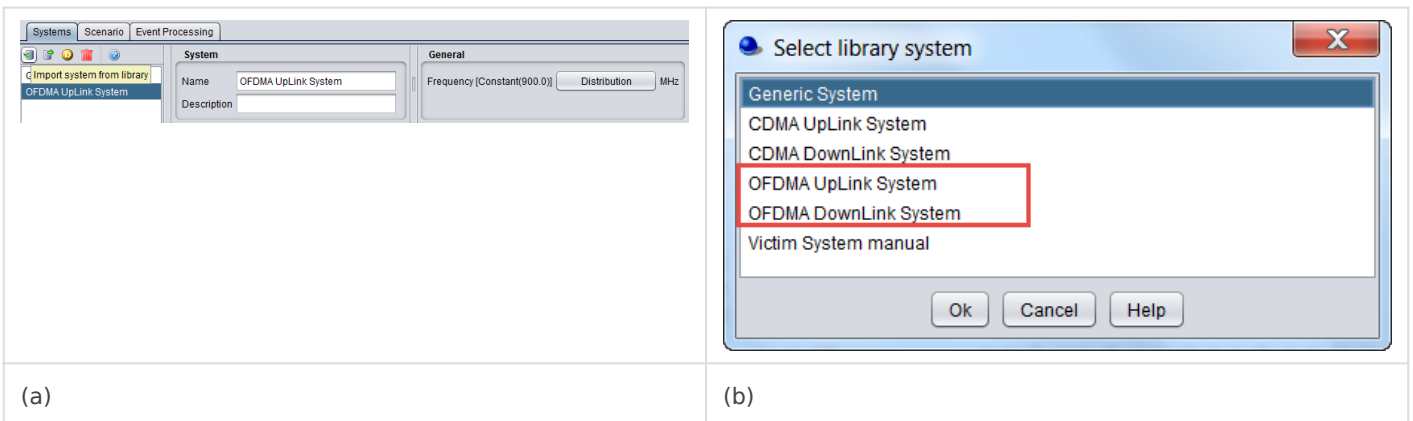 Systems Scenario Event Processing
System General
G
Import system from library
Name OFDMA UpLink System Frequency [Constant(900.0)] Distribution MHz
OFDMA UpLink System
Description
Select library system
Generic System
CDMA UpLink System
CDMA DownLink System
OFDMA UpLink System
OFDMA DownLink System
Victim System manual
Ok Cancel Help
(a) (b)